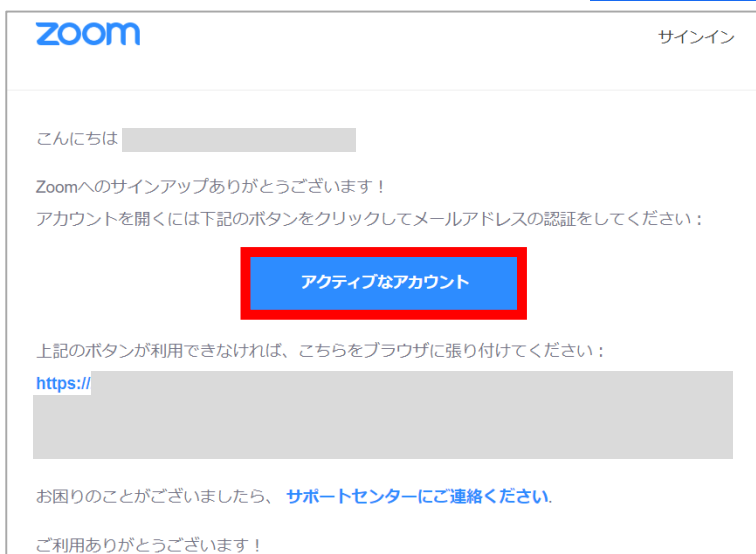 zoom
サインイン
こんにちは
Zoomへのサインアップありがとうございます！
アカウントを開くには下記のボタンをクリックしてメールアドレスの認証をしてください：
アクティブなアカウント
上記のボタンが利用できなければ、こちらをブラウザに張り付けてください：
https://
お困りのことがございましたら、 サポートセンターにご連絡ください.
ご利用ありがとうございます！